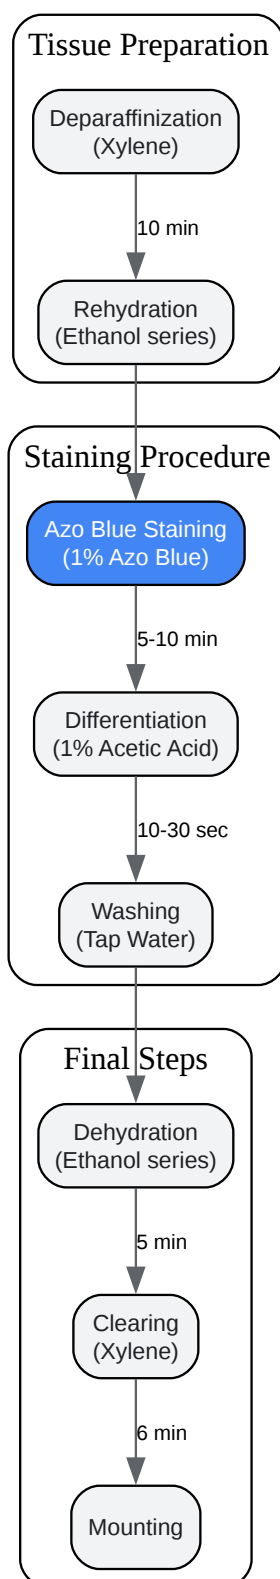 Tissue Preparation
Deparaffinization
(Xylene)
10 min
Rehydration
(Ethanol series)
Staining Procedure
Azo Blue Staining
(1% Azo Blue)
5-10 min
Differentiation
(1% Acetic Acid)
10-30 sec
Washing
(Tap Water)
Final Steps
Dehydration
(Ethanol series)
5 min
Clearing
(Xylene)
6 min
Mounting